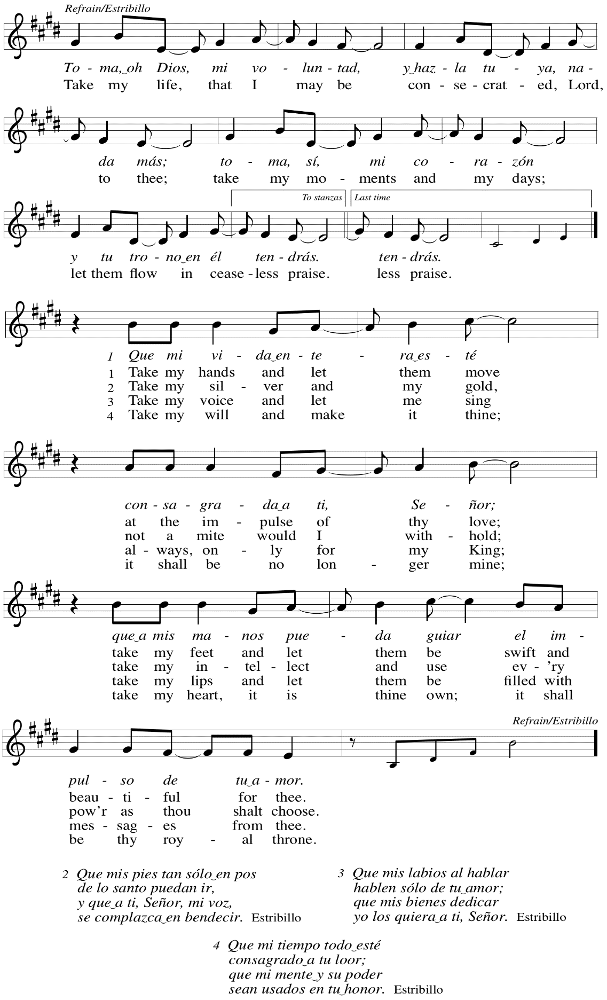 Refrain/Estribillo
To - ma, oh Dios, mi vo - lun - tad, y haz - la tu - ya, na -
Take my life, that I may be con - se - crat - ed, Lord,
da más; to - ma, sí, mi co - ra - zón
to thee; take my mo - ments and my days;
To stanzas Last time
y tu tro - no en él ten - drás. ten - drás.
let them flow in cease - less praise. less praise.
1 Que mi vi - da en - te - ra es - té
1 Take my hands and let them move
2 Take my sil - ver and my gold,
3 Take my voice and let me sing
4 Take my will and make it thine;
con - sa - gra - da a ti, Se - ñor;
at the im - pulse of thy love;
not a mite would I with - hold;
al - ways, on - ly for my King;
it shall be no lon - ger mine;
que a mis ma - nos pue - da guiar el im -
take my feet and let them be swift and
take my in - tel - lect and use ev - 'ry
take my lips and let them be filled with
take my heart, it is thine own; it shall
Refrain/Estribillo
pul - so de tu a - mor.
beau - ti - ful for thee.
pow'r as thou shalt choose.
mes - sag - es from thee.
be thy roy - al throne.
2 Que mis pies tan sólo en pos
de lo santo puedan ir,
y que a ti, Señor, mi voz,
se complazca en bendecir. Estribillo
3 Que mis labios al hablar
hablen sólo de tu amor;
que mis bienes dedicar
yo los quiera a ti, Señor. Estribillo
4 Que mi tiempo todo esté
consagrado a tu loor;
que mi mente y su poder
sean usados en tu honor. Estribillo